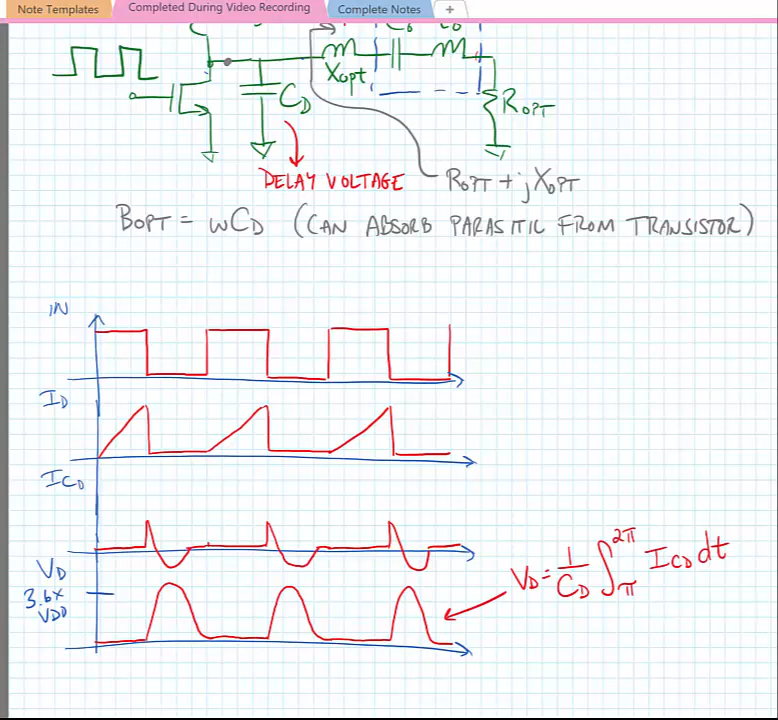 Note Templates
Completed During Video Recording
Complete Notes
+
XOPT
CD
ROPT
DELAY VOLTAGE
ROPT + jXOPT
BOPT = ωCD (CAN ABSORB PARASITIC FROM TRANSISTOR)
IN
ID
ICD
VD
3.6x
VDD
VD = 1/CD ∫π2π ICD dt